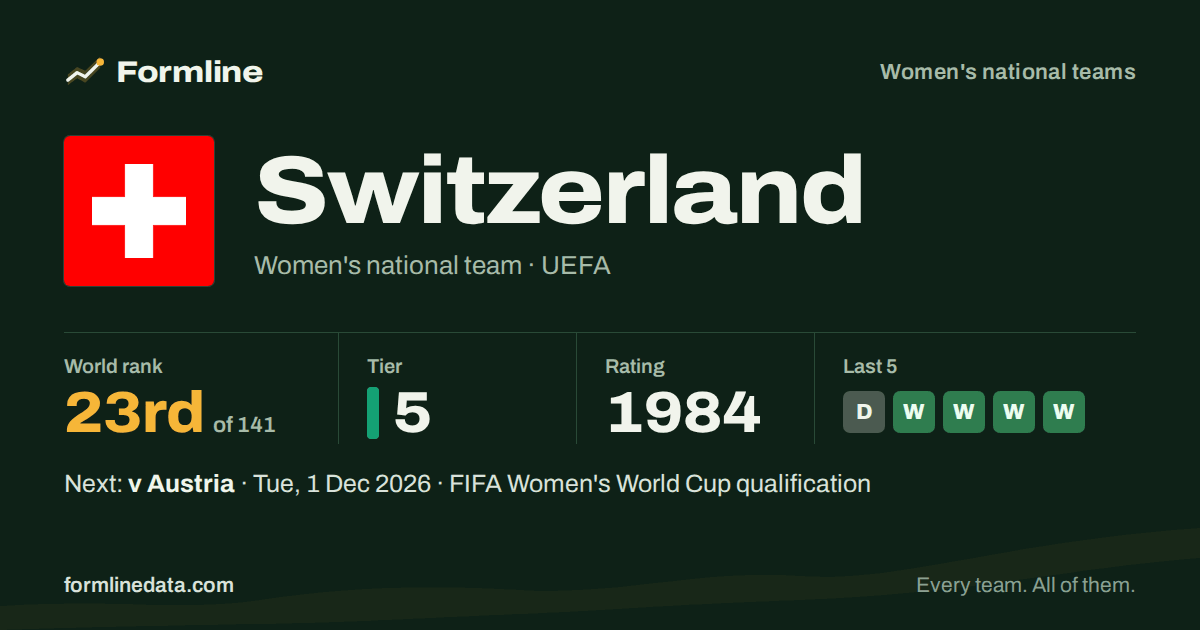 Formline
Women's national teams
Switzerland
Women's national team · UEFA
World rank
23rd of 141
Tier
5
Rating
1984
Last 5
D W W W W
Next: v Austria · Tue, 1 Dec 2026 · FIFA Women's World Cup qualification
formlinedata.com
Every team. All of them.